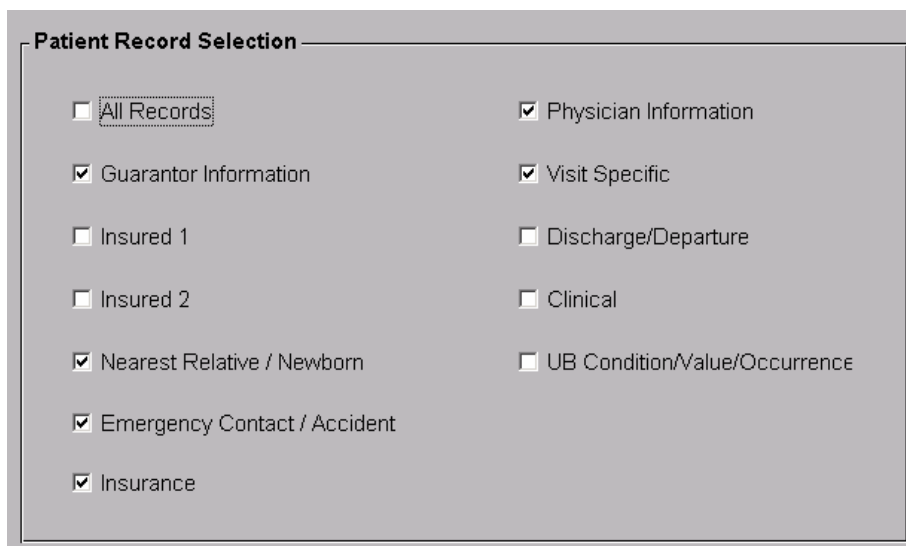 Patient Record Selection
All Records
Guarantor Information
Insured 1
Insured 2
Nearest Relative / Newborn
Emergency Contact / Accident
Insurance
Physician Information
Visit Specific
Discharge/Departure
Clinical
UB Condition/Value/Occurrence